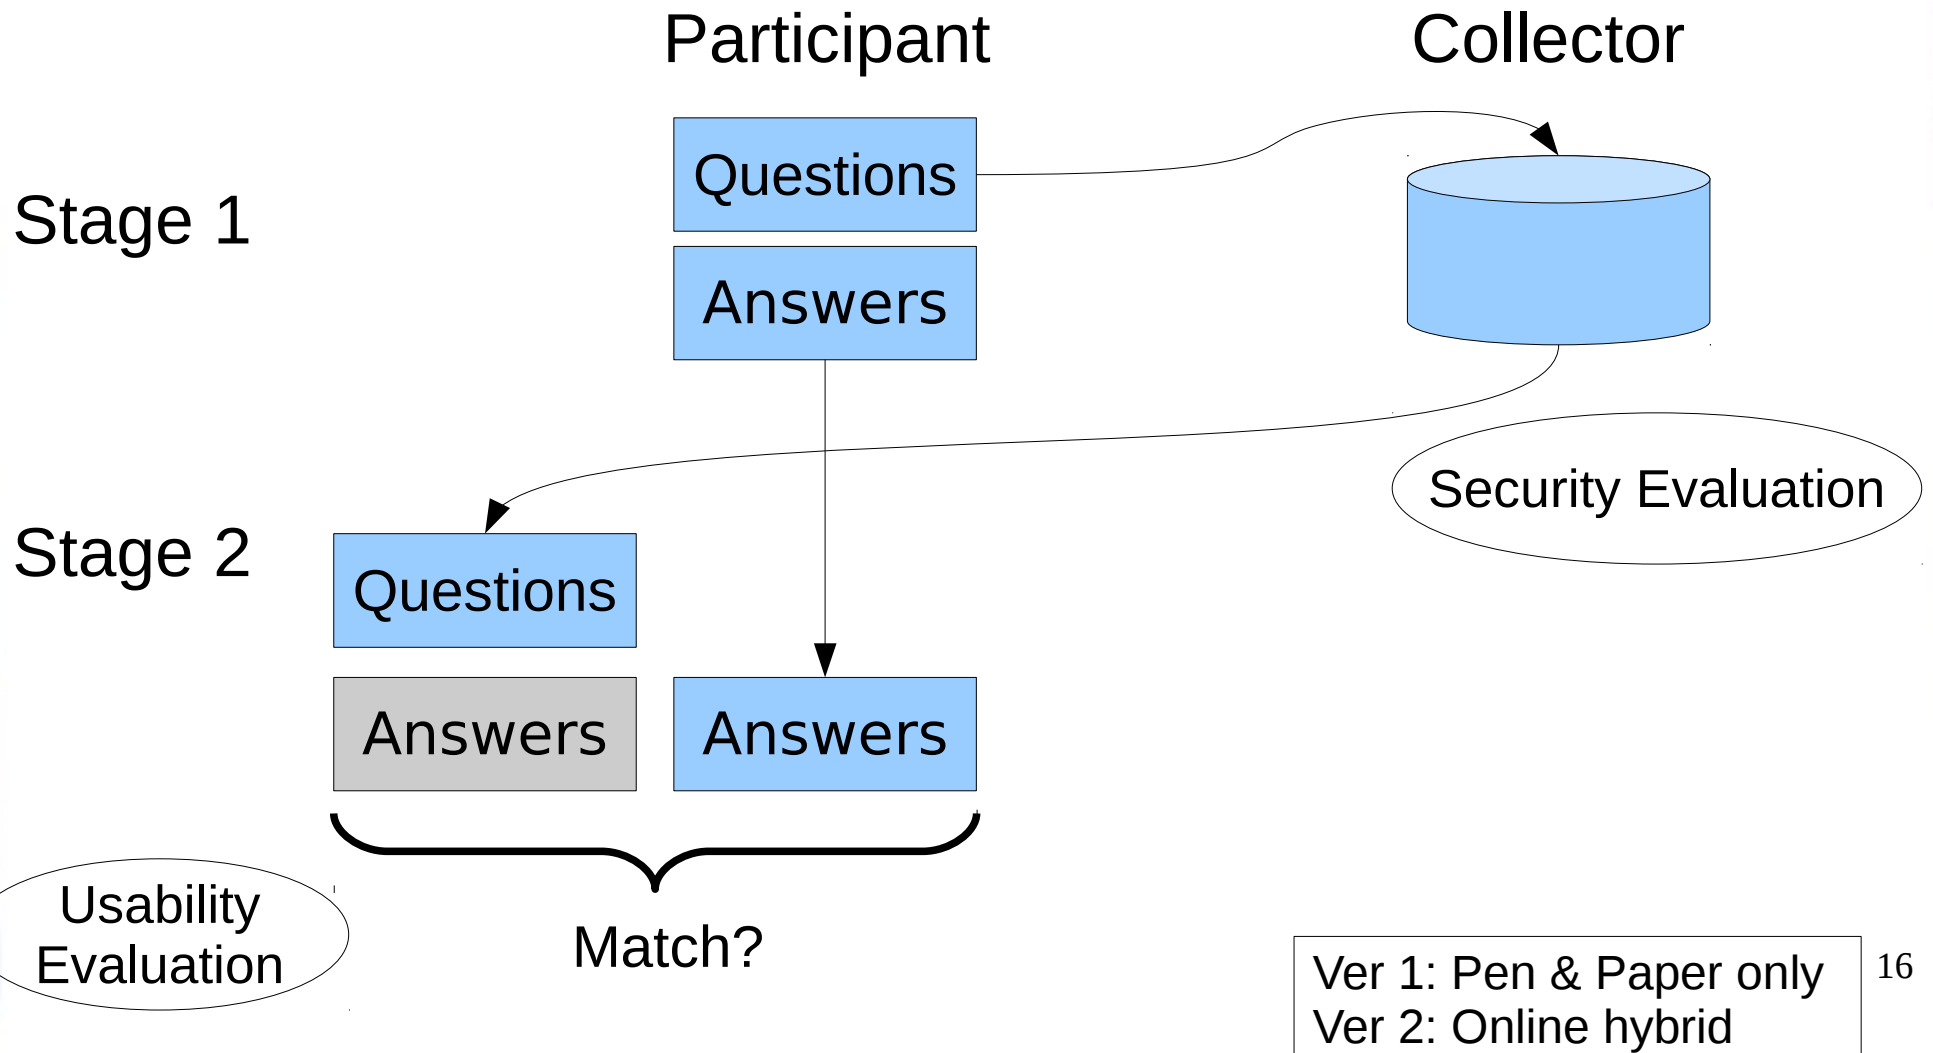 Participant
Collector
Stage 1
Questions
Answers
Security Evaluation
Stage 2
Questions
Answers
Answers
Usability
Evaluation
Match?
Ver 1: Pen & Paper only
Ver 2: Online hybrid
16